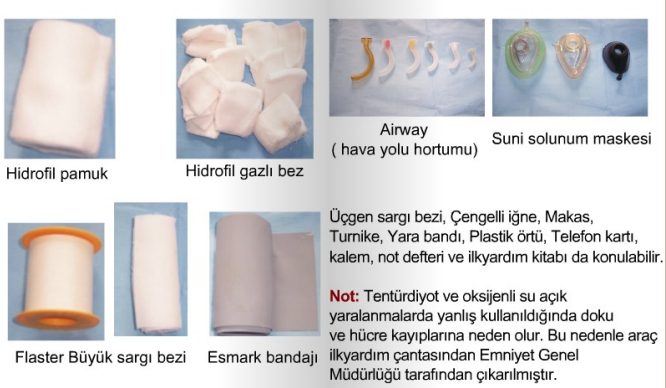 Hidrofil pamuk
Hidrofil gazlı bez
Airway
( hava yolu hortumu)
Suni solunum maskesi
Flaster Büyük sargı bezi
Esmark bandajı
Üçgen sargı bezi, Çengelli iğne, Makas,
Turnike, Yara bandı, Plastik örtü, Telefon kartı,
kalem, not defteri ve ilkyardım kitabı da konulabilir.
Not: Tentürdiyot ve oksijenli su açık
yaralanmalarda yanlış kullanıldığında doku
ve hücre kayıplarına neden olur. Bu nedenle araç
ilkyardım çantasından Emniyet Genel
Müdürlüğü tarafından çıkarılmıştır.